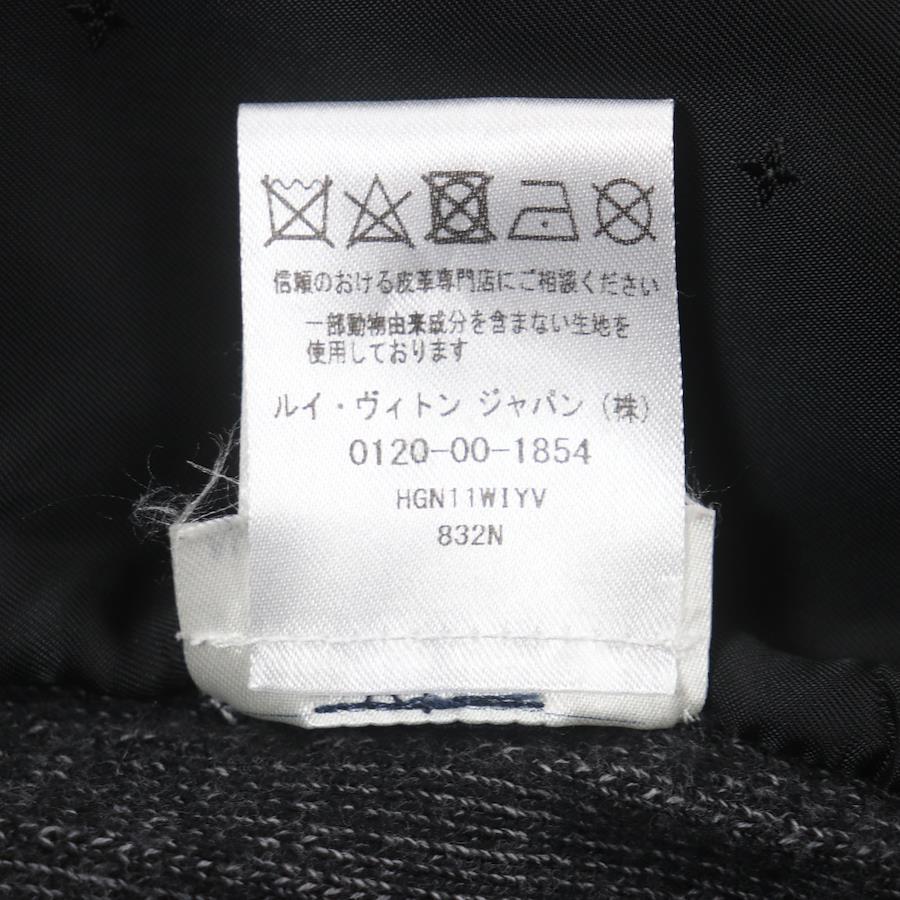 信頼のおける皮革専門店にご相談ください
一部動物由来成分を含まない生地を
使用しております
ルイ・ヴィトン ジャパン (株)
0120-00-1854
HGN11WIYV
832N